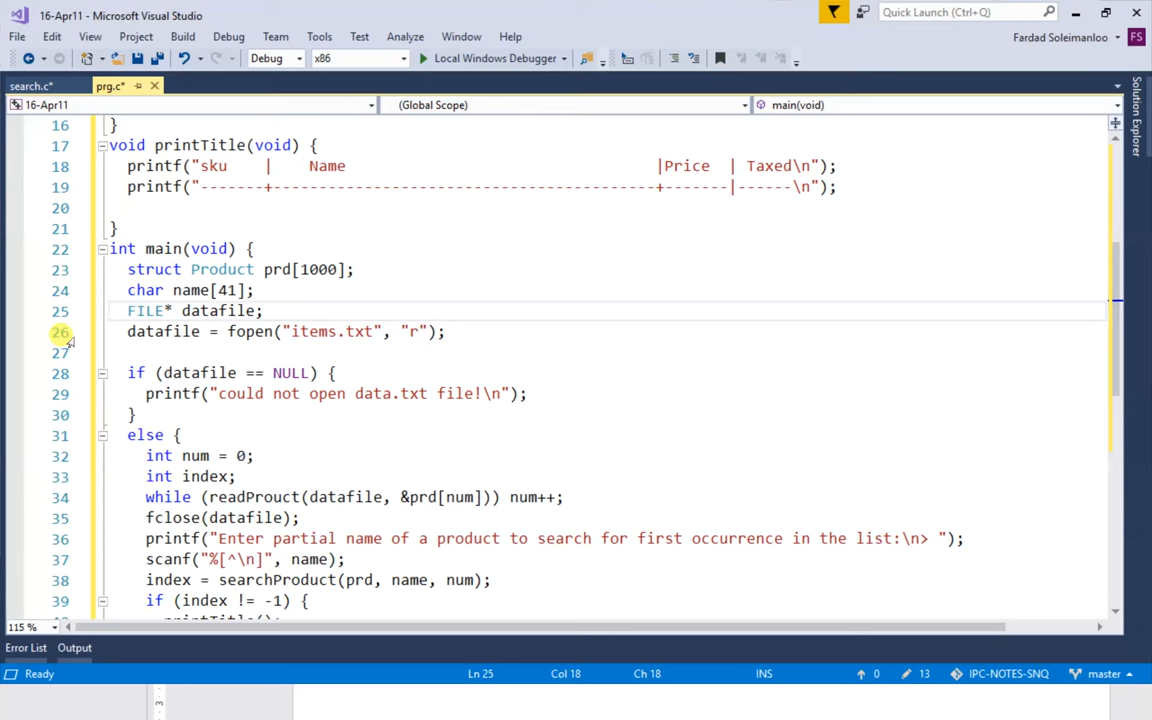 16-Apr11 - Microsoft Visual Studio
Quick Launch (Ctrl+Q)
File Edit View Project Build Debug Team Tools Test Analyze Window Help
Fardad Soleimanloo FS
Debug x86 Local Windows Debugger
search.c* prg.c*
16-Apr11 (Global Scope) main(void)
Solution Explorer
16 }
17 void printTitle(void) {
18 printf("sku | Name |Price | Taxed\n");
19 printf("-------+------------------------------------------+-------|------\n");
20
21 }
22 int main(void) {
23 struct Product prd[1000];
24 char name[41];
25 FILE* datafile;
26 datafile = fopen("items.txt", "r");
27
28 if (datafile == NULL) {
29 printf("could not open data.txt file!\n");
30 }
31 else {
32 int num = 0;
33 int index;
34 while (readProuct(datafile, &prd[num])) num++;
35 fclose(datafile);
36 printf("Enter partial name of a product to search for first occurrence in the list:\n> ");
37 scanf("%[^\n]", name);
38 index = searchProduct(prd, name, num);
39 if (index != -1) {
115 %
Error List Output
Ready Ln 25 Col 18 Ch 18 INS 0 13 IPC-NOTES-SNQ master
3